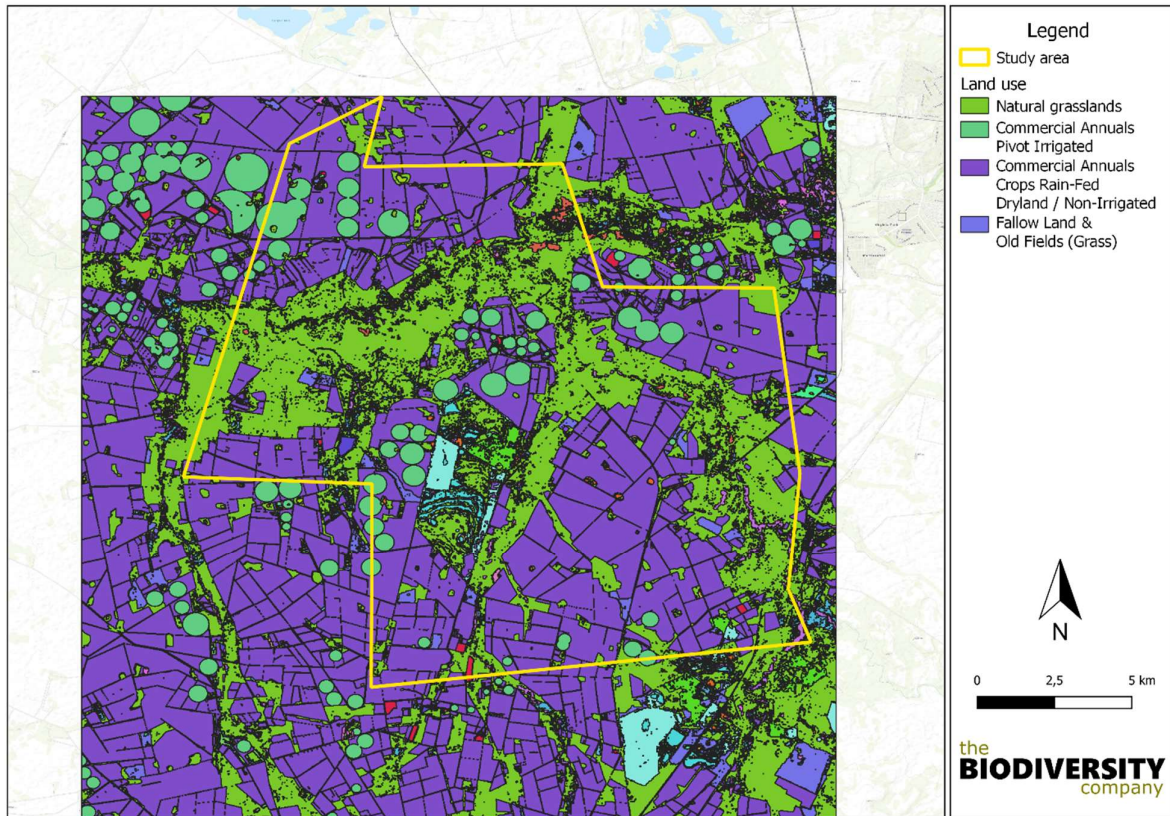 Legend
Study area
Land use
Natural grasslands
Commercial Annuals
Pivot Irrigated
Commercial Annuals
Crops Rain-Fed
Dryland / Non-Irrigated
Fallow Land &
Old Fields (Grass)
N
0 2,5 5 km
the
BIODIVERSITY
company